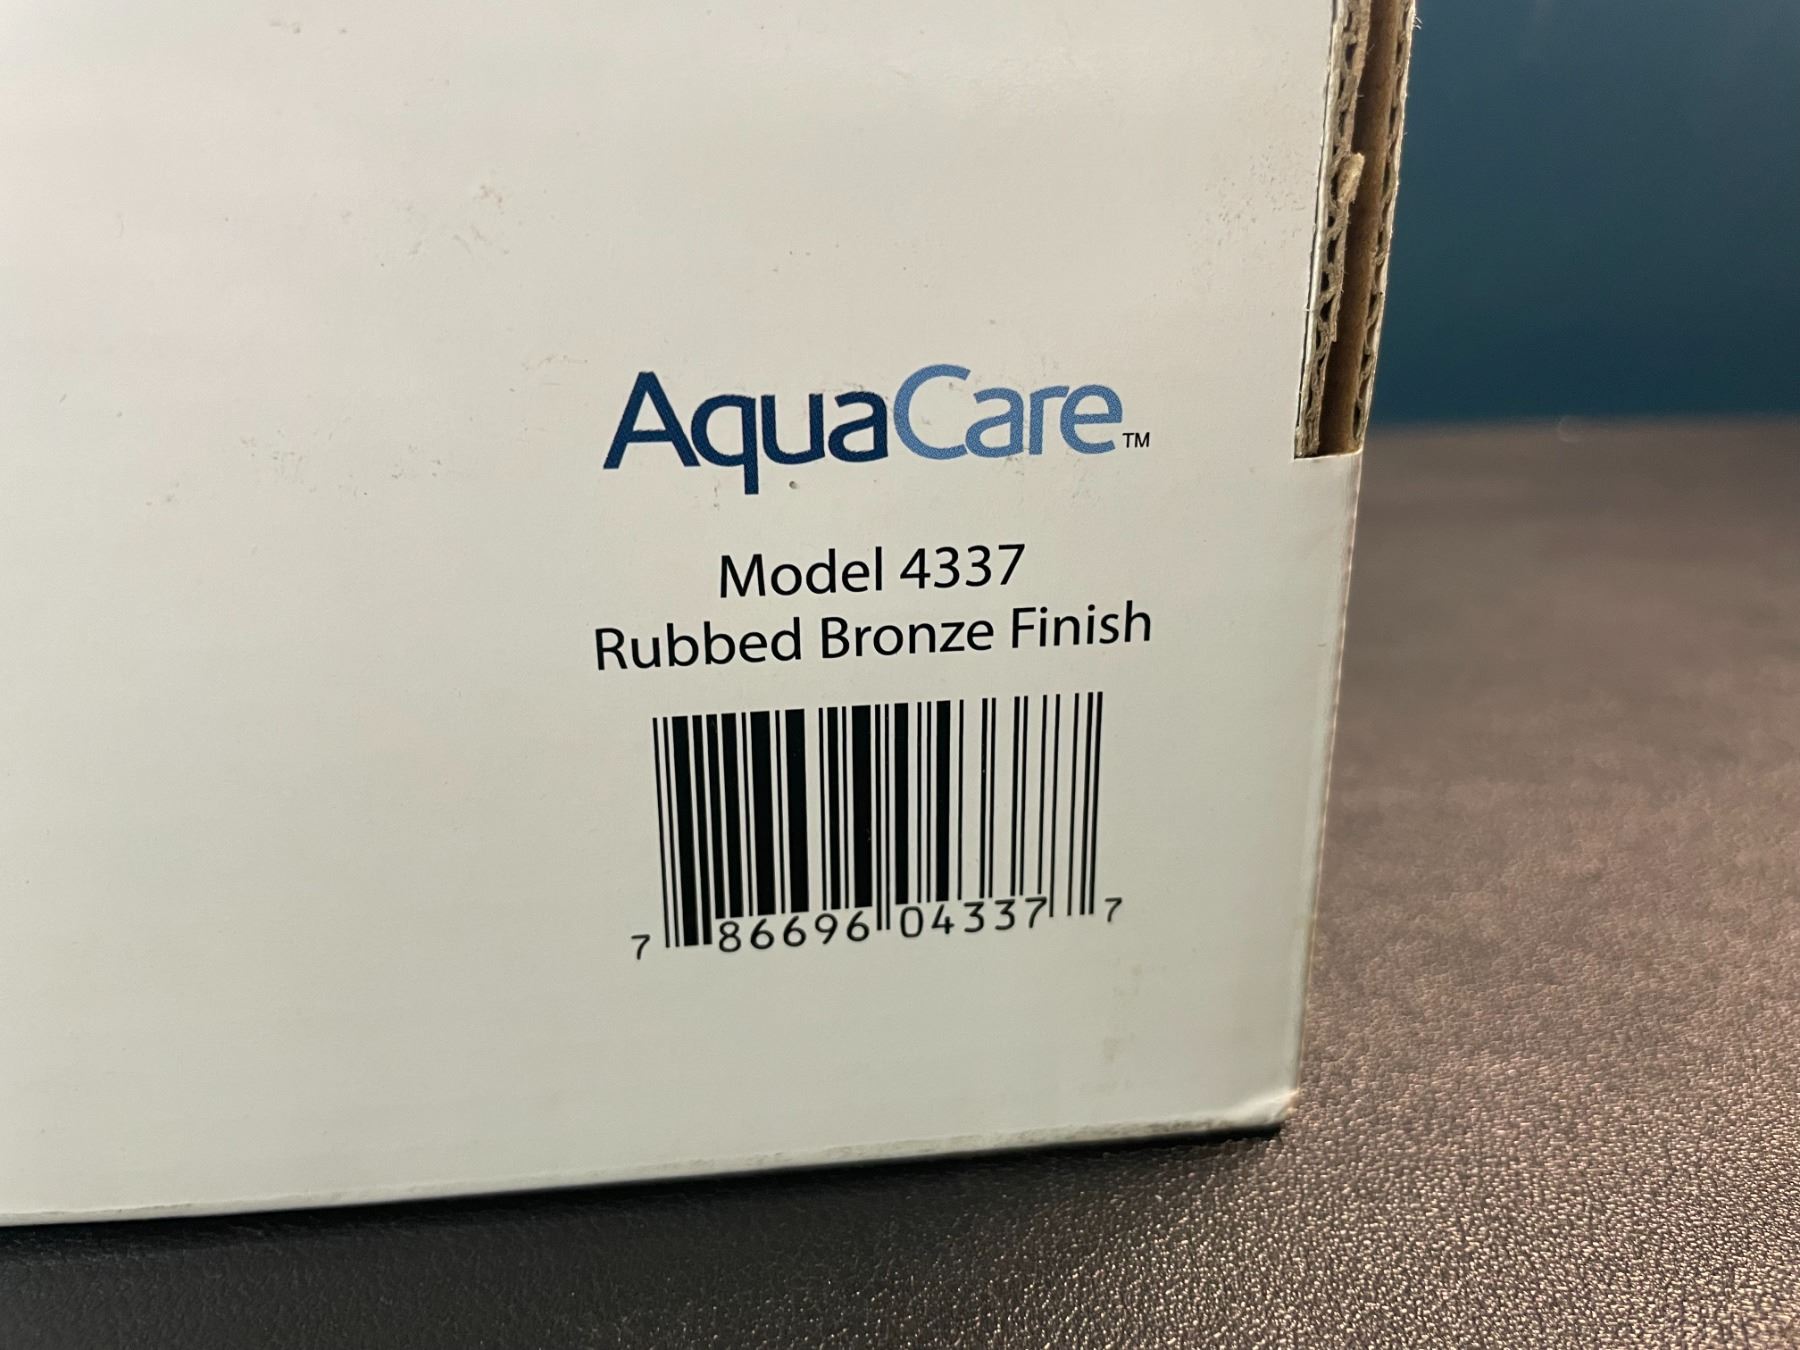 AquaCare™
Model 4337
Rubbed Bronze Finish
7 86696 04337 7